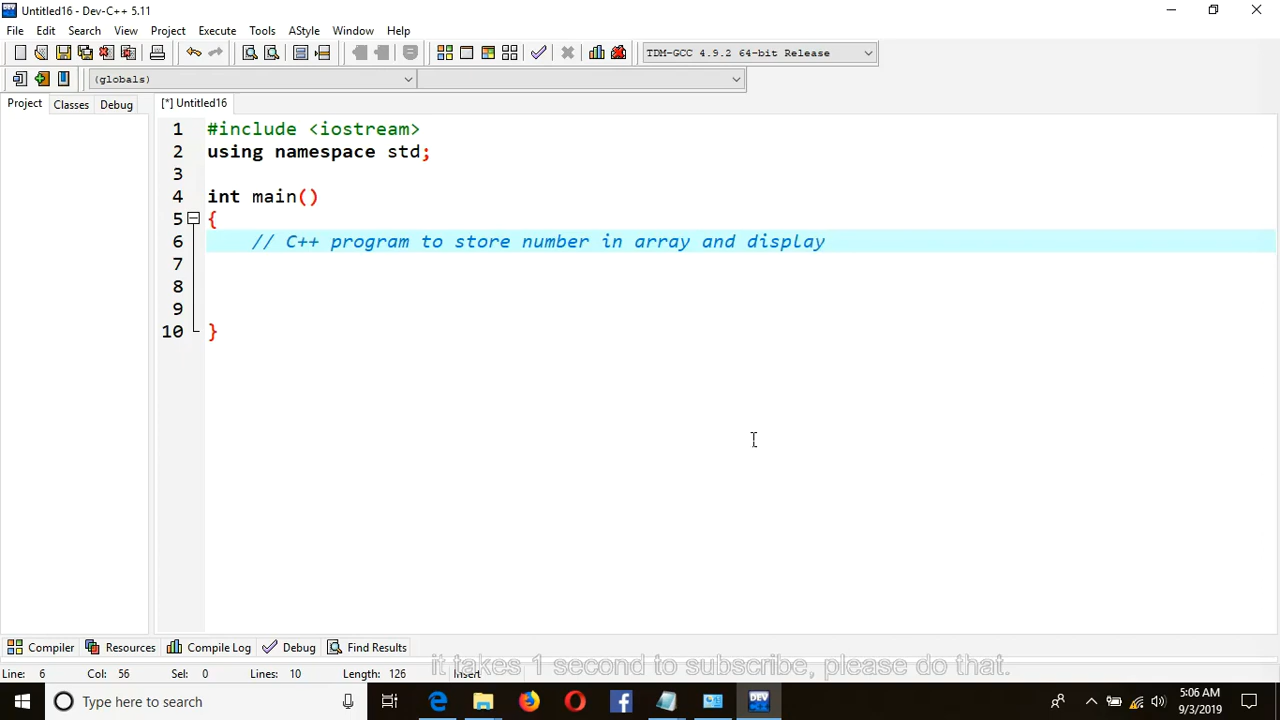 Untitled16 - Dev-C++ 5.11
File Edit Search View Project Execute Tools AStyle Window Help
TDM-GCC 4.9.2 64-bit Release
(globals)
Project Classes Debug [*] Untitled16
1 #include <iostream>
2 using namespace std;
3
4 int main()
5 {
6 // C++ program to store number in array and display
7
8
9
10 }
Compiler Resources Compile Log Debug Find Results
it takes 1 second to subscribe, please do that.
Line: 6 Col: 56 Sel: 0 Lines: 10 Length: 126 Insert
Type here to search
DEV
5:06 AM
9/3/2019